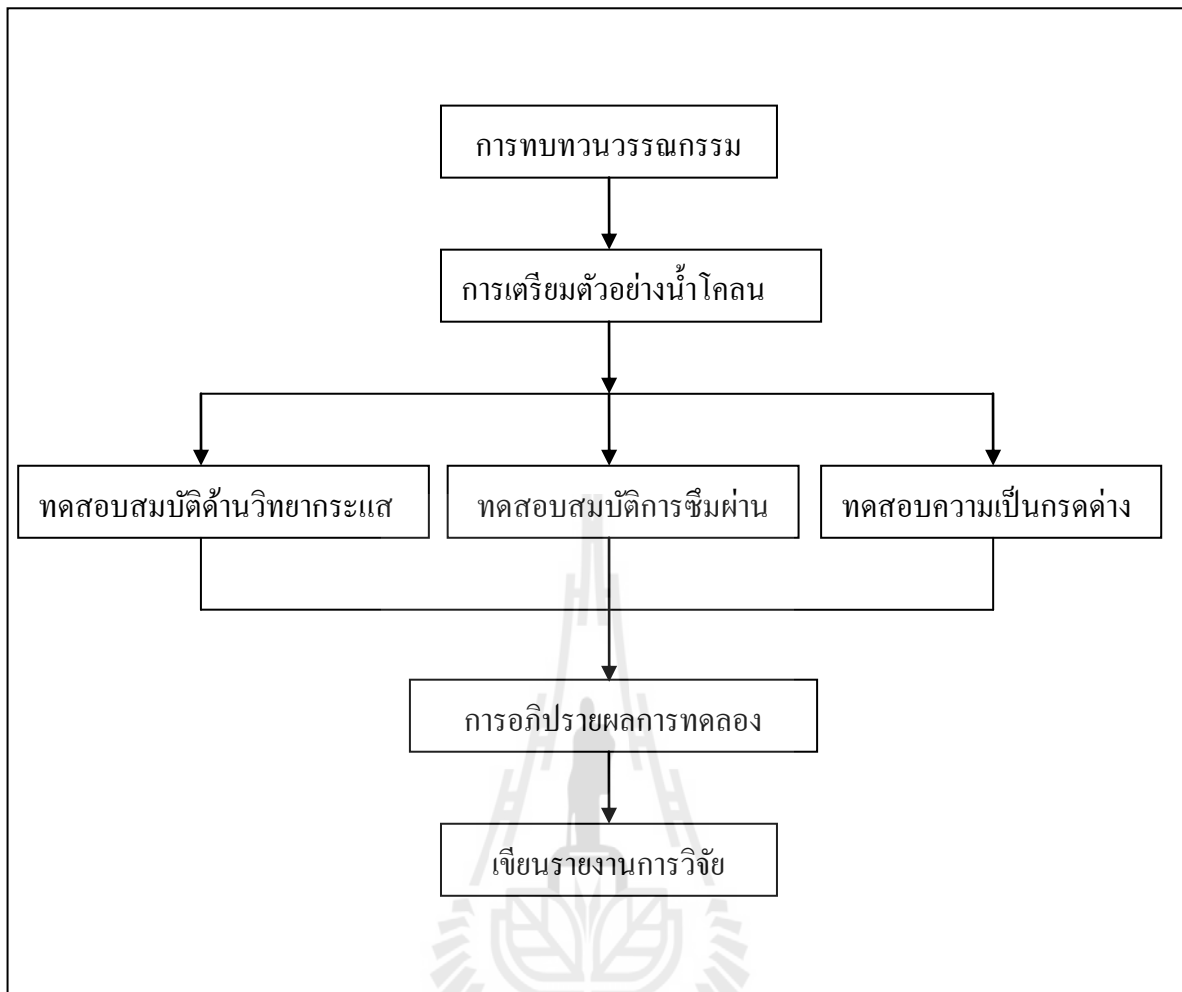 การทบทวนวรรณกรรม
การเตรียมตัวอย่างน้ำโคลน
ทดสอบสมบัติด้านวิทยากระแส
ทดสอบสมบัติการซึมผ่าน
ทดสอบความเป็นกรดด่าง
การอภิปรายผลการทดลอง
เขียนรายงานการวิจัย